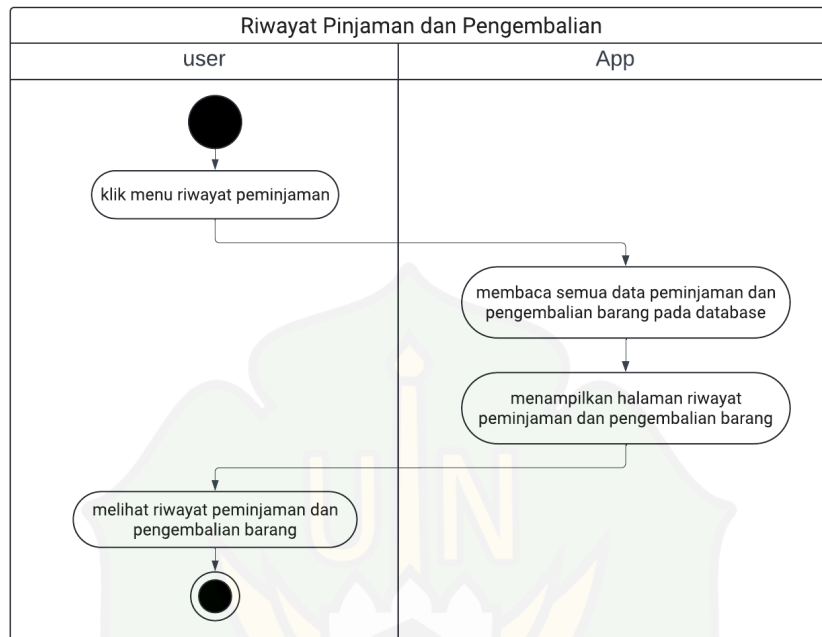 Riwayat Pinjaman dan Pengembalian
user
App
klik menu riwayat peminjaman
membaca semua data peminjaman dan
pengembalian barang pada database
menampilkan halaman riwayat
peminjaman dan pengembalian barang
melihat riwayat peminjaman dan
pengembalian barang
UIN